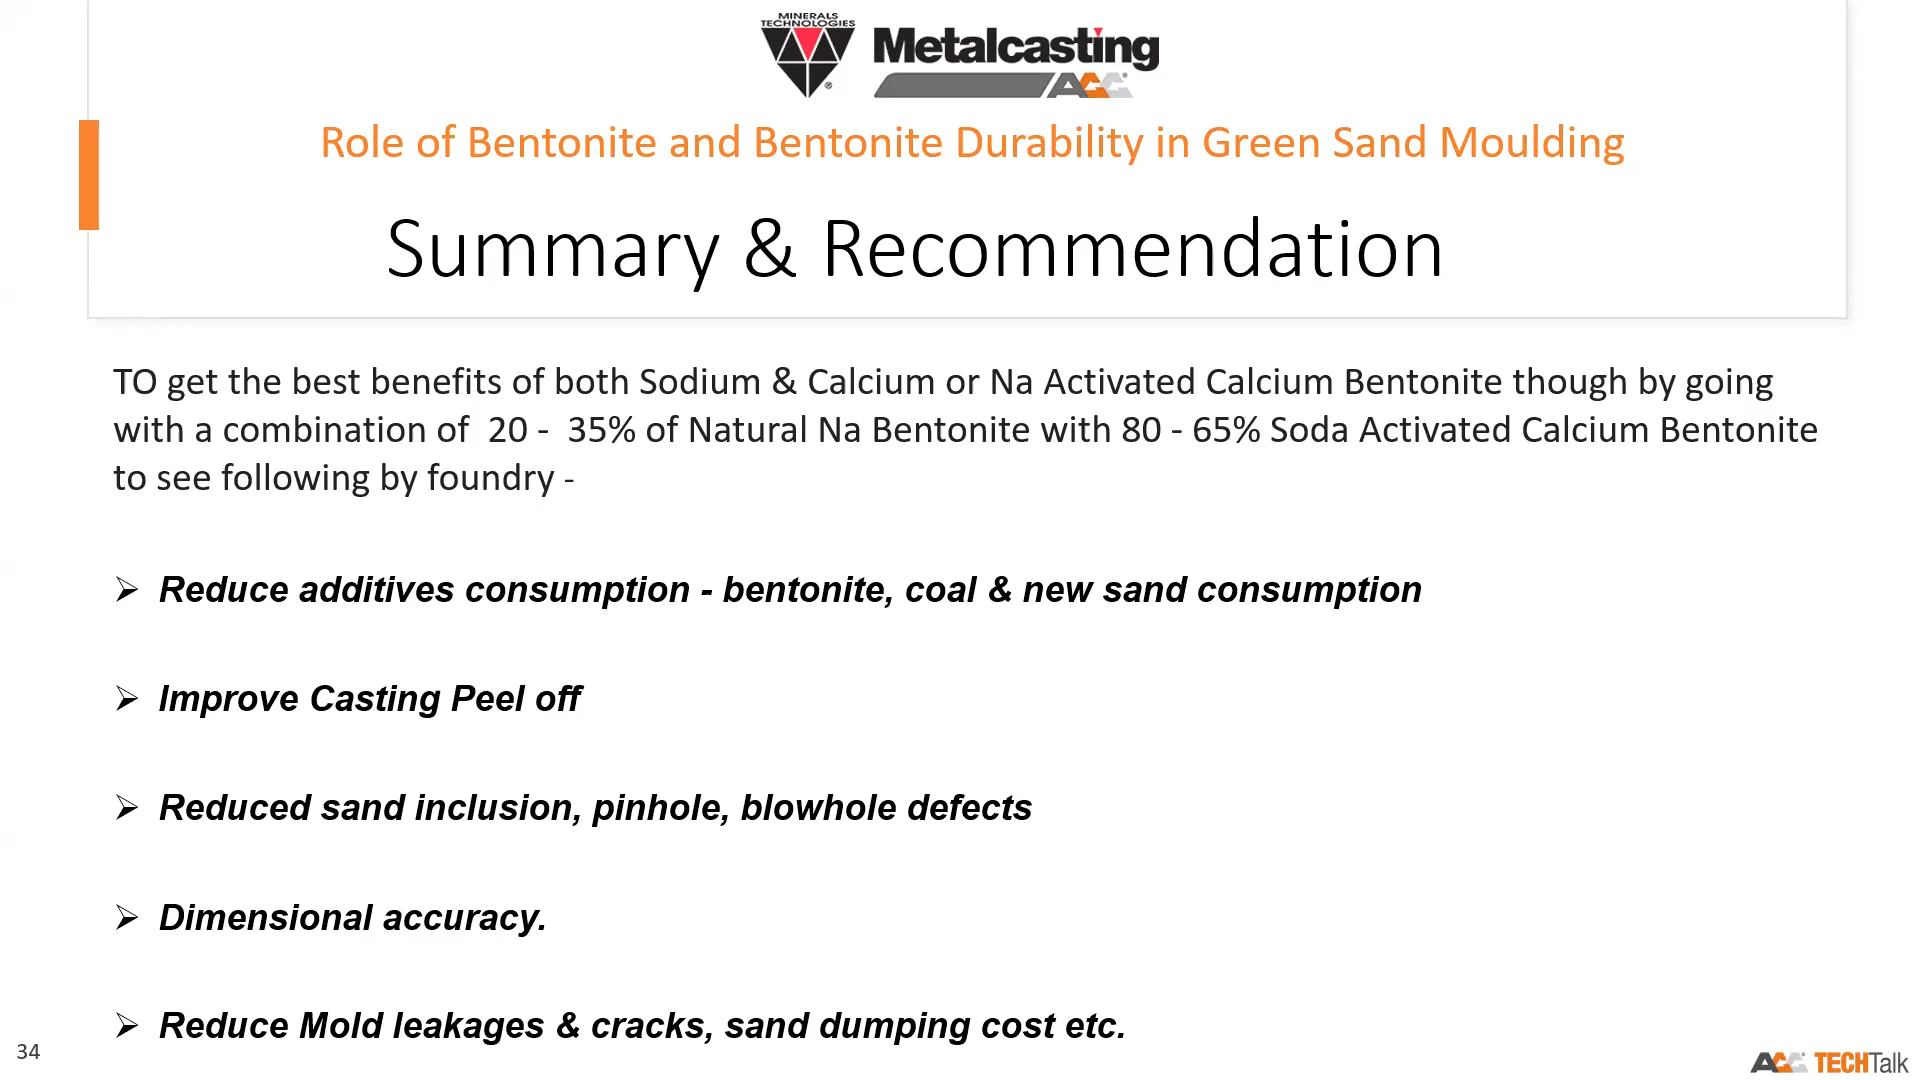 MINERALS
TECHNOLOGIES
Metalcasting
ACC
Role of Bentonite and Bentonite Durability in Green Sand Moulding
Summary & Recommendation
TO get the best benefits of both Sodium & Calcium or Na Activated Calcium Bentonite though by going
with a combination of 20 - 35% of Natural Na Bentonite with 80 - 65% Soda Activated Calcium Bentonite
to see following by foundry -
➢ Reduce additives consumption - bentonite, coal & new sand consumption
➢ Improve Casting Peel off
➢ Reduced sand inclusion, pinhole, blowhole defects
➢ Dimensional accuracy.
➢ Reduce Mold leakages & cracks, sand dumping cost etc.
34
ACC TECHTalk